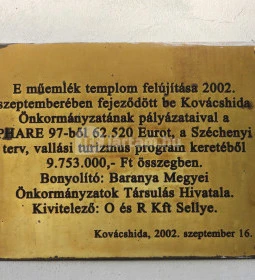 E műemlék templom felújítása 2002.
szeptemberében fejeződött be Kovácshida
Önkormányzatának pályázataival a
PHARE 97-ből 62.520 Eurot, a Széchenyi
terv, vallási turizmus program keretéből
9.753.000,- Ft összegben.
Bonyolító: Baranya Megyei
Önkormányzatok Társulás Hivatala.
Kivitelező: O és R Kft Sellye.
Kovácshida, 2002. szeptember 16.